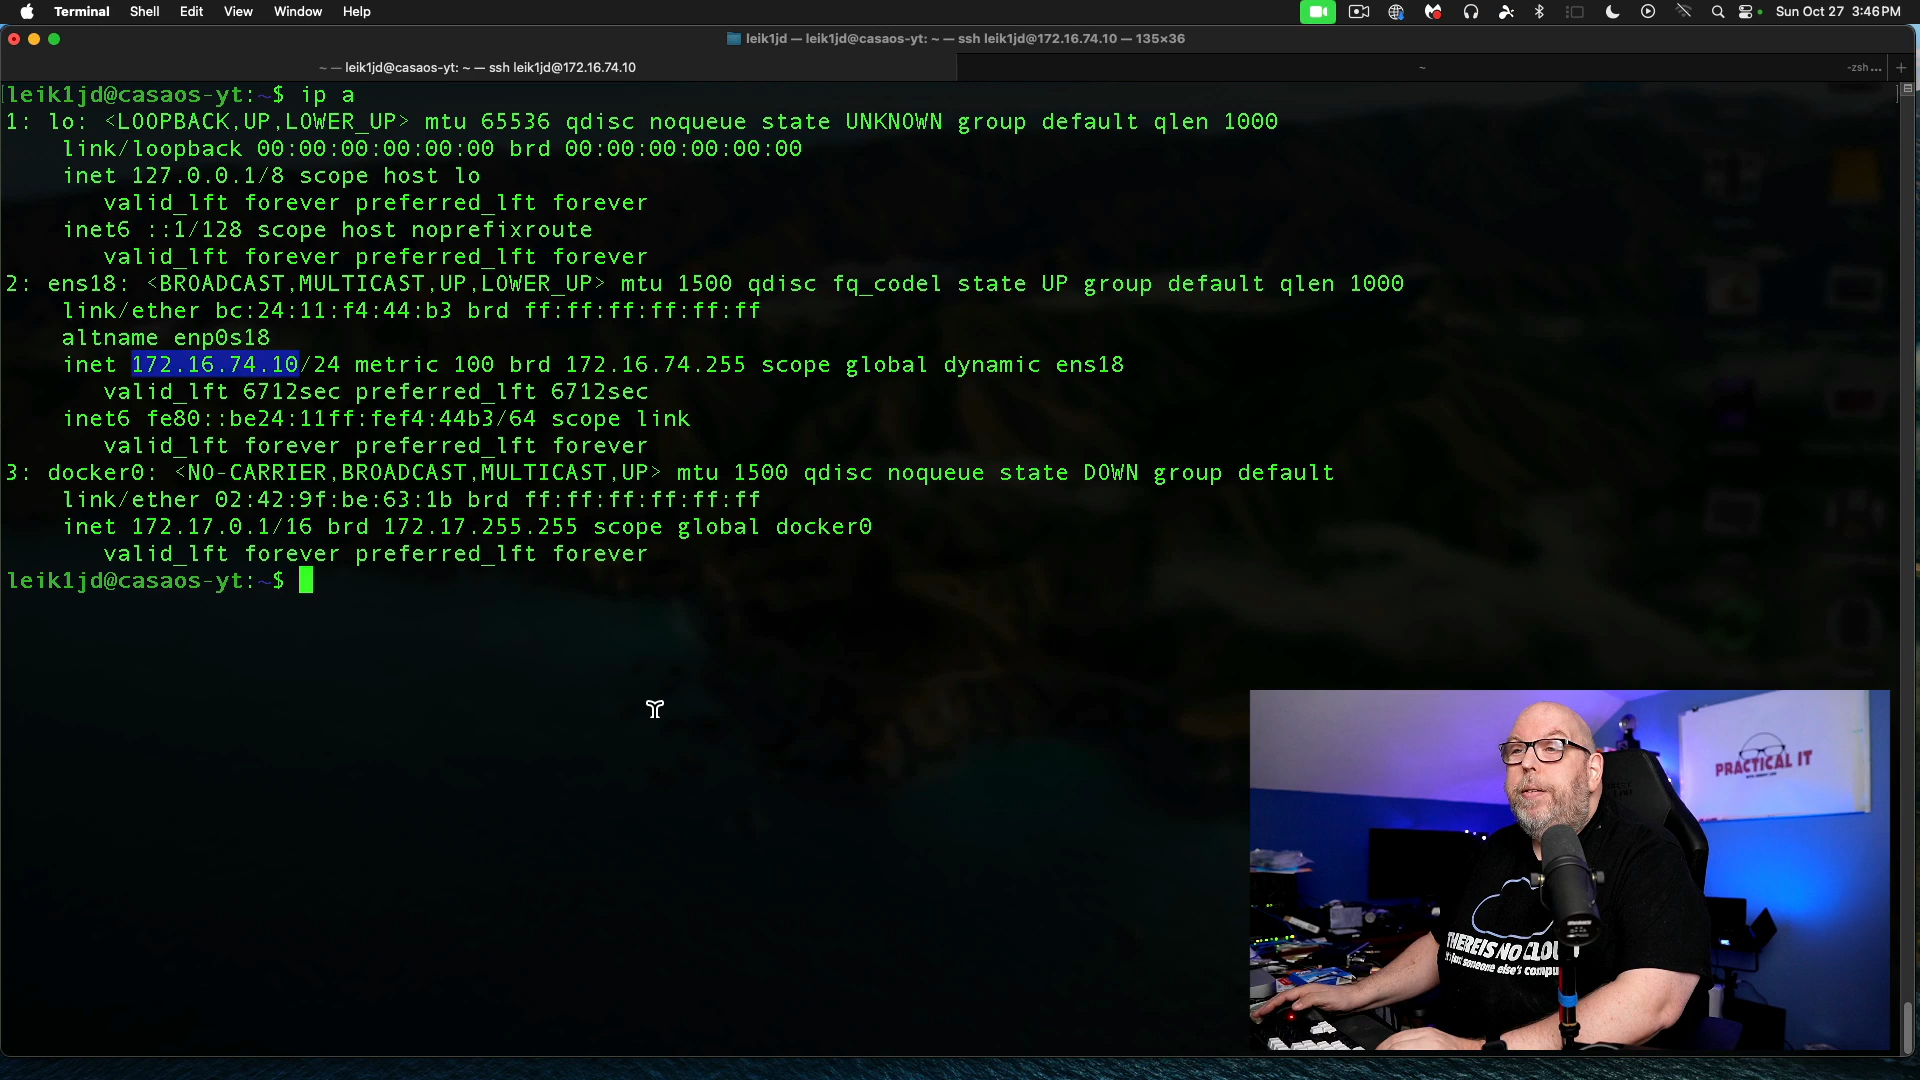 Terminal Shell Edit View Window Help
Sun Oct 27 3:46 PM
leik1jd — leik1jd@casaos-yt: ~ — ssh leik1jd@172.16.74.10 — 135×36
~ — leik1jd@casaos-yt: ~ — ssh leik1jd@172.16.74.10
~
-zsh ...
[leik1jd@casaos-yt:~$ ip a ]
1: lo: <LOOPBACK,UP,LOWER_UP> mtu 65536 qdisc noqueue state UNKNOWN group default qlen 1000
link/loopback 00:00:00:00:00:00 brd 00:00:00:00:00:00
inet 127.0.0.1/8 scope host lo
valid_lft forever preferred_lft forever
inet6 ::1/128 scope host noprefixroute
valid_lft forever preferred_lft forever
2: ens18: <BROADCAST,MULTICAST,UP,LOWER_UP> mtu 1500 qdisc fq_codel state UP group default qlen 1000
link/ether bc:24:11:f4:44:b3 brd ff:ff:ff:ff:ff:ff
altname enp0s18
inet 172.16.74.10/24 metric 100 brd 172.16.74.255 scope global dynamic ens18
valid_lft 6712sec preferred_lft 6712sec
inet6 fe80::be24:11ff:fef4:44b3/64 scope link
valid_lft forever preferred_lft forever
3: docker0: <NO-CARRIER,BROADCAST,MULTICAST,UP> mtu 1500 qdisc noqueue state DOWN group default
link/ether 02:42:9f:be:63:1b brd ff:ff:ff:ff:ff:ff
inet 172.17.0.1/16 brd 172.17.255.255 scope global docker0
valid_lft forever preferred_lft forever
leik1jd@casaos-yt:~$
PRACTICAL IT
THERE IS NO CLOU
it's just someone else's compu